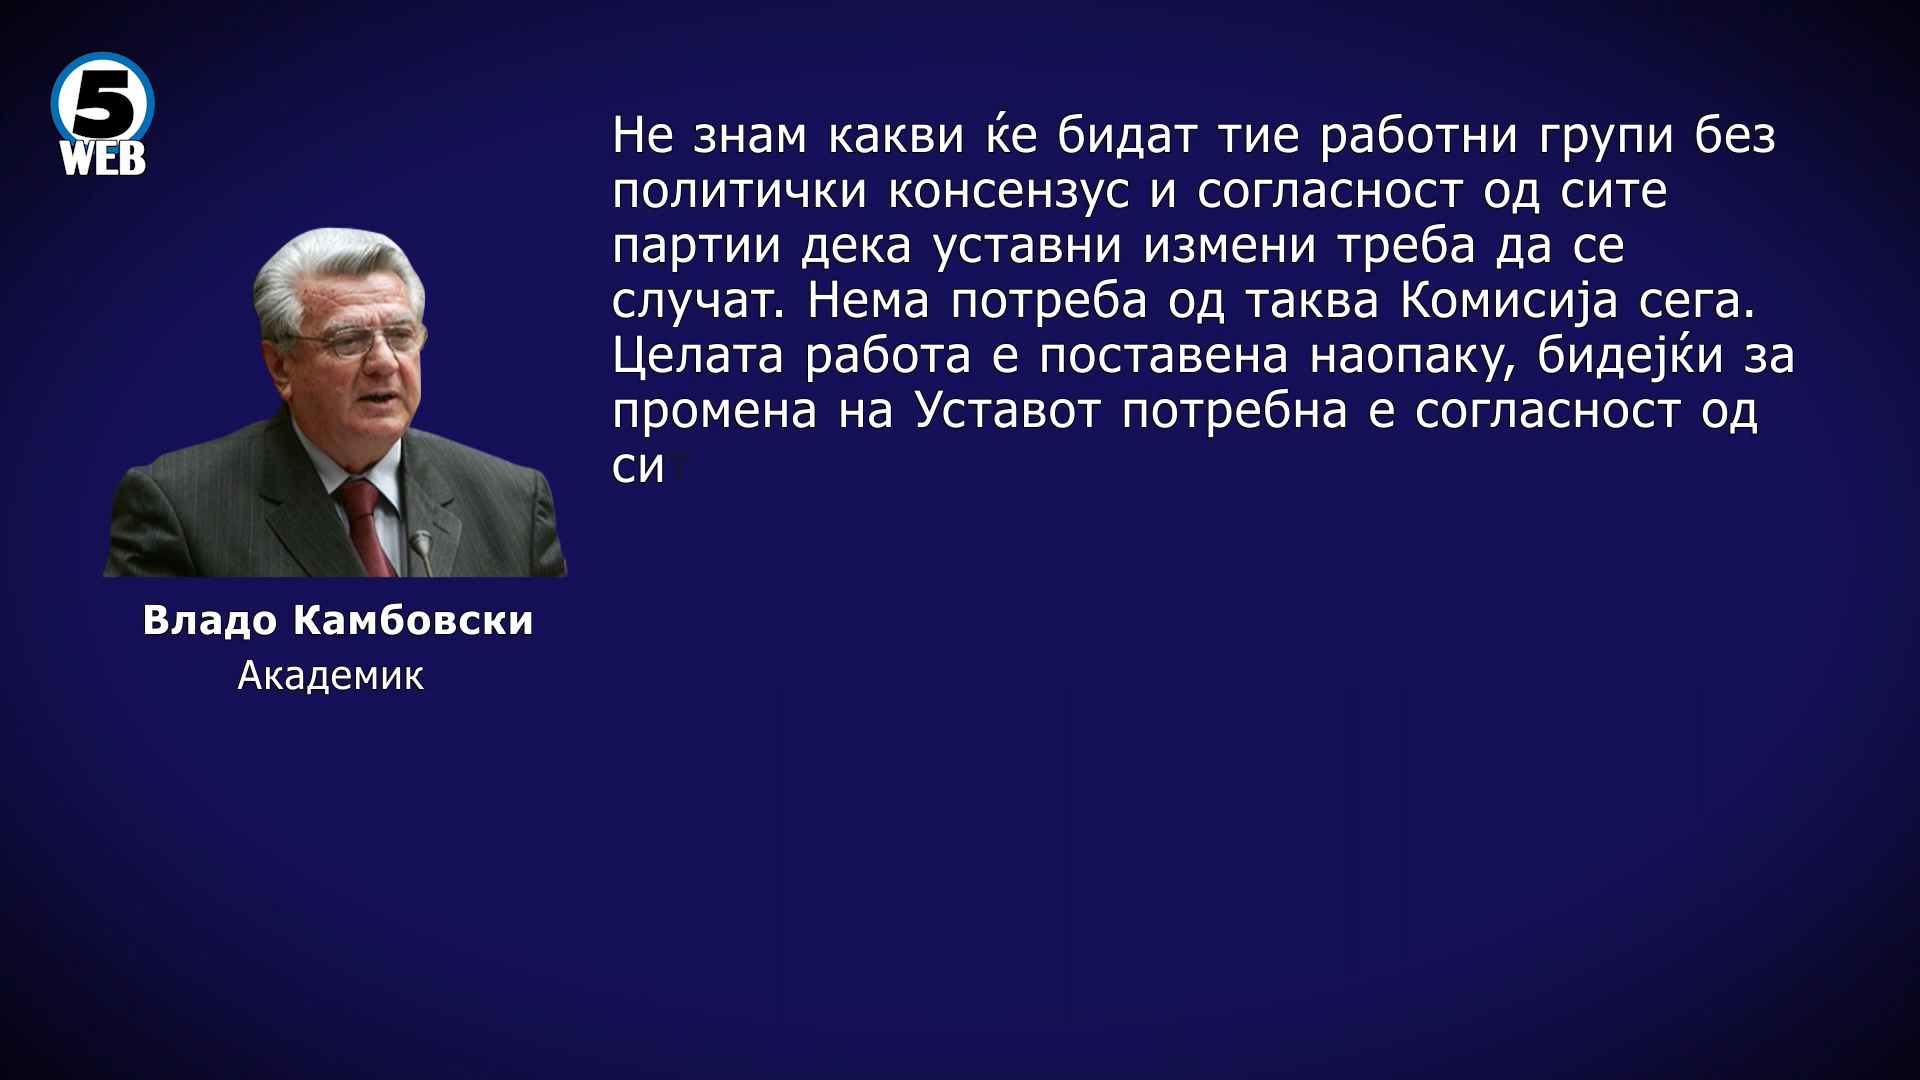 5
WEB
Не знам какви ќе бидат тие работни групи без
политички консензус и согласност од сите
партии дека уставни измени треба да се
случат. Нема потреба од таква Комисија сега.
Целата работа е поставена наопаку, бидејќи за
промена на Уставот потребна е согласност од
сит
Владо Камбовски
Академик